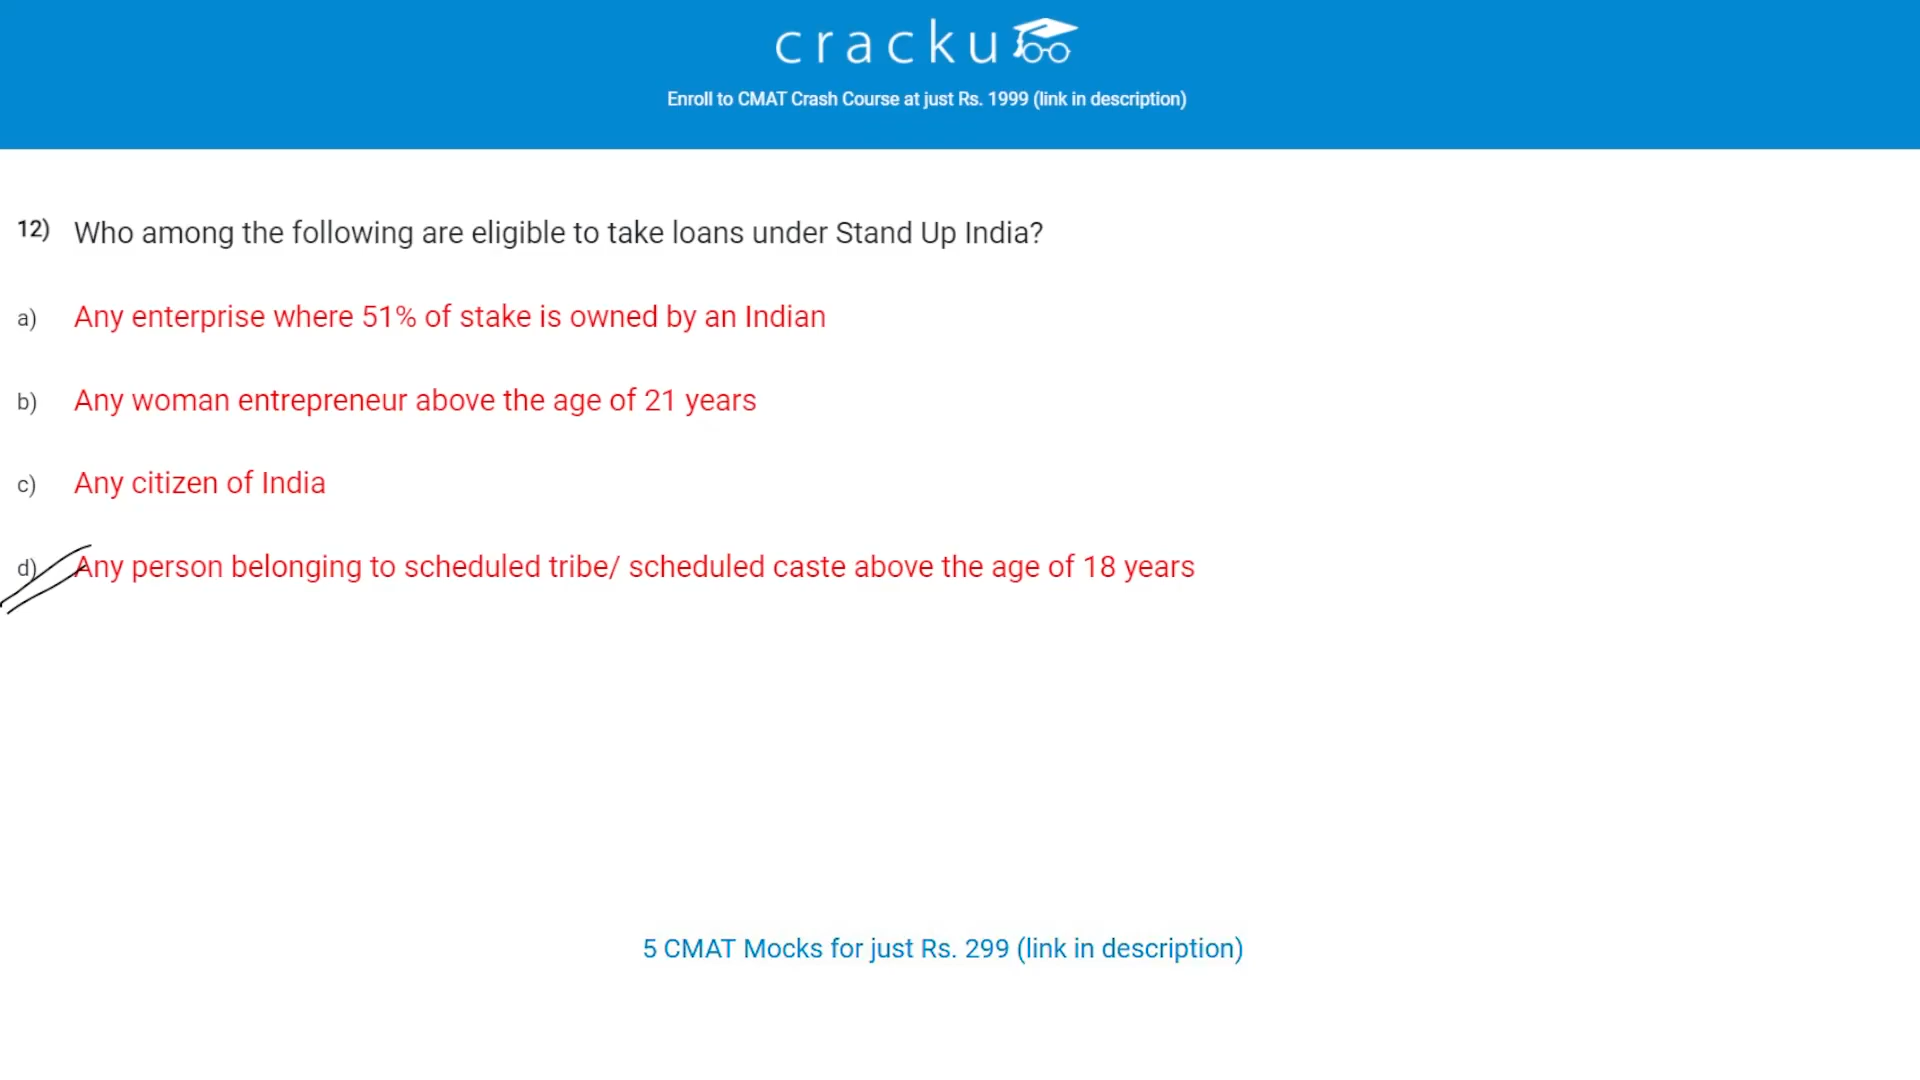 cracku
Enroll to CMAT Crash Course at just Rs. 1999 (link in description)
12) Who among the following are eligible to take loans under Stand Up India?
a) Any enterprise where 51% of stake is owned by an Indian
b) Any woman entrepreneur above the age of 21 years
c) Any citizen of India
d) Any person belonging to scheduled tribe/ scheduled caste above the age of 18 years
5 CMAT Mocks for just Rs. 299 (link in description)